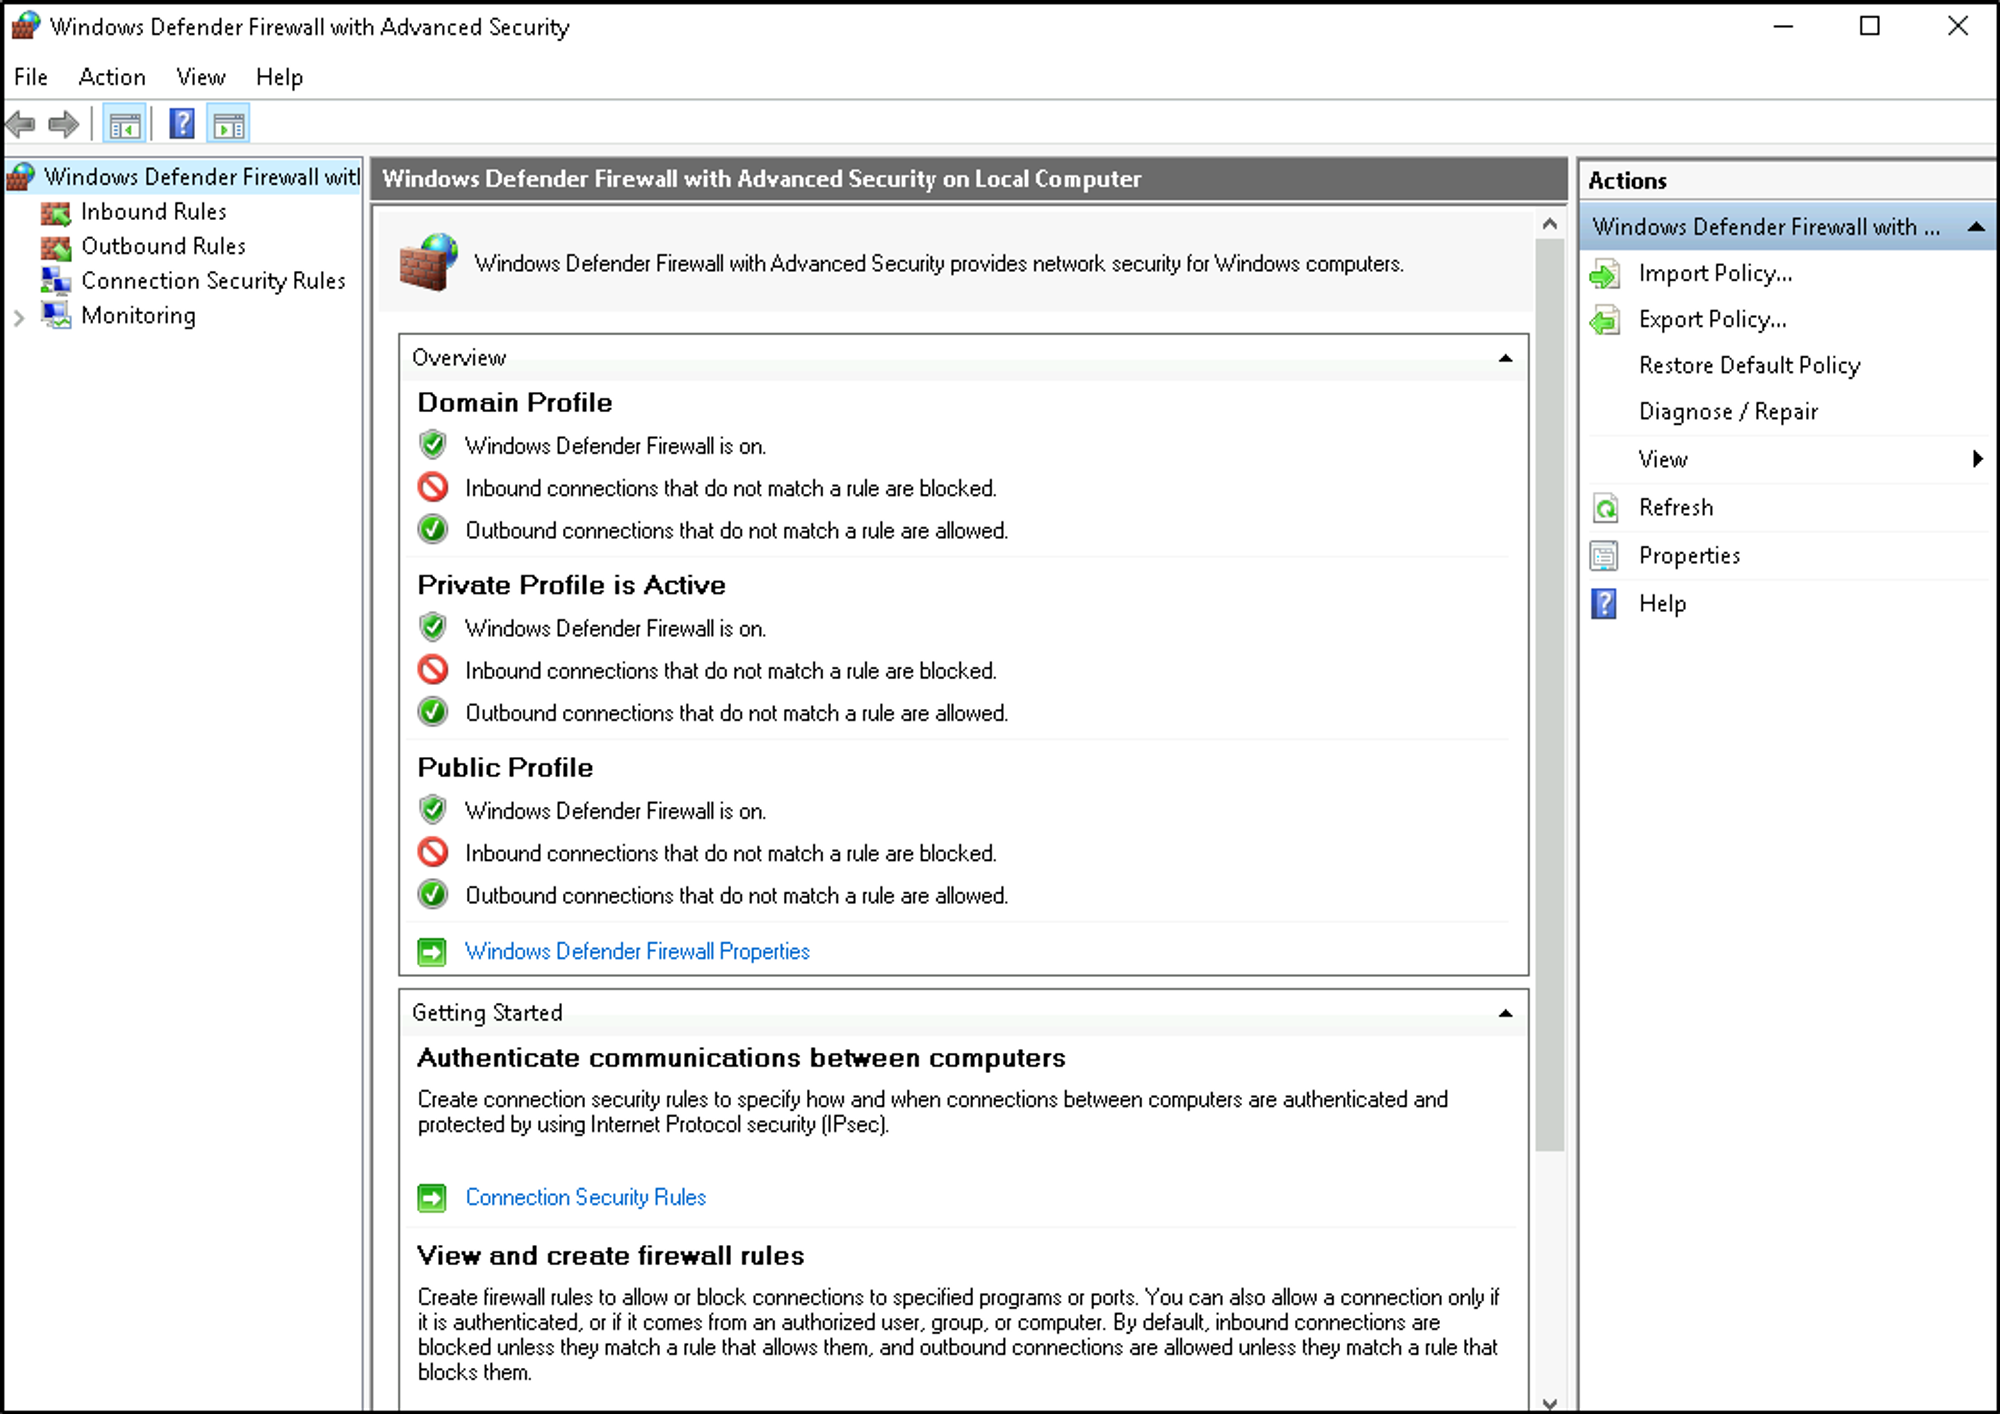 Windows Defender Firewall with Advanced Security
File Action View Help
Windows Defender Firewall with
Inbound Rules
Outbound Rules
Connection Security Rules
Monitoring
Windows Defender Firewall with Advanced Security on Local Computer
Windows Defender Firewall with Advanced Security provides network security for Windows computers.
Overview
Domain Profile
Windows Defender Firewall is on.
Inbound connections that do not match a rule are blocked.
Outbound connections that do not match a rule are allowed.
Private Profile is Active
Windows Defender Firewall is on.
Inbound connections that do not match a rule are blocked.
Outbound connections that do not match a rule are allowed.
Public Profile
Windows Defender Firewall is on.
Inbound connections that do not match a rule are blocked.
Outbound connections that do not match a rule are allowed.
Windows Defender Firewall Properties
Getting Started
Authenticate communications between computers
Create connection security rules to specify how and when connections between computers are authenticated and
protected by using Internet Protocol security (IPsec).
Connection Security Rules
View and create firewall rules
Create firewall rules to allow or block connections to specified programs or ports. You can also allow a connection only if
it is authenticated, or if it comes from an authorized user, group, or computer. By default, inbound connections are
blocked unless they match a rule that allows them, and outbound connections are allowed unless they match a rule that
blocks them.
Actions
Windows Defender Firewall with ...
Import Policy...
Export Policy...
Restore Default Policy
Diagnose / Repair
View
Refresh
Properties
Help